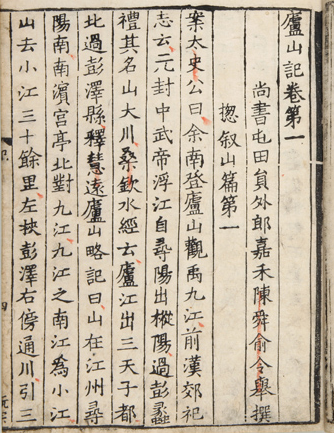 廬山記卷第一
尚書屯田員外郎嘉禾陳舜俞令舉撰
揔叙山篇第一
案太史公曰余南登廬山觀禹九江前漢郊祀
志云元封中武帝浮江自尋陽出樅陽過彭蠡
禮其名山大川桑欽水經云廬江出三天子都
北過彭澤縣釋慧遠廬山略記曰山在江州尋
陽南南濱宮亭北對九江九江之南江為小江
山去小江三十餘里左挾彭澤右傍通川引三